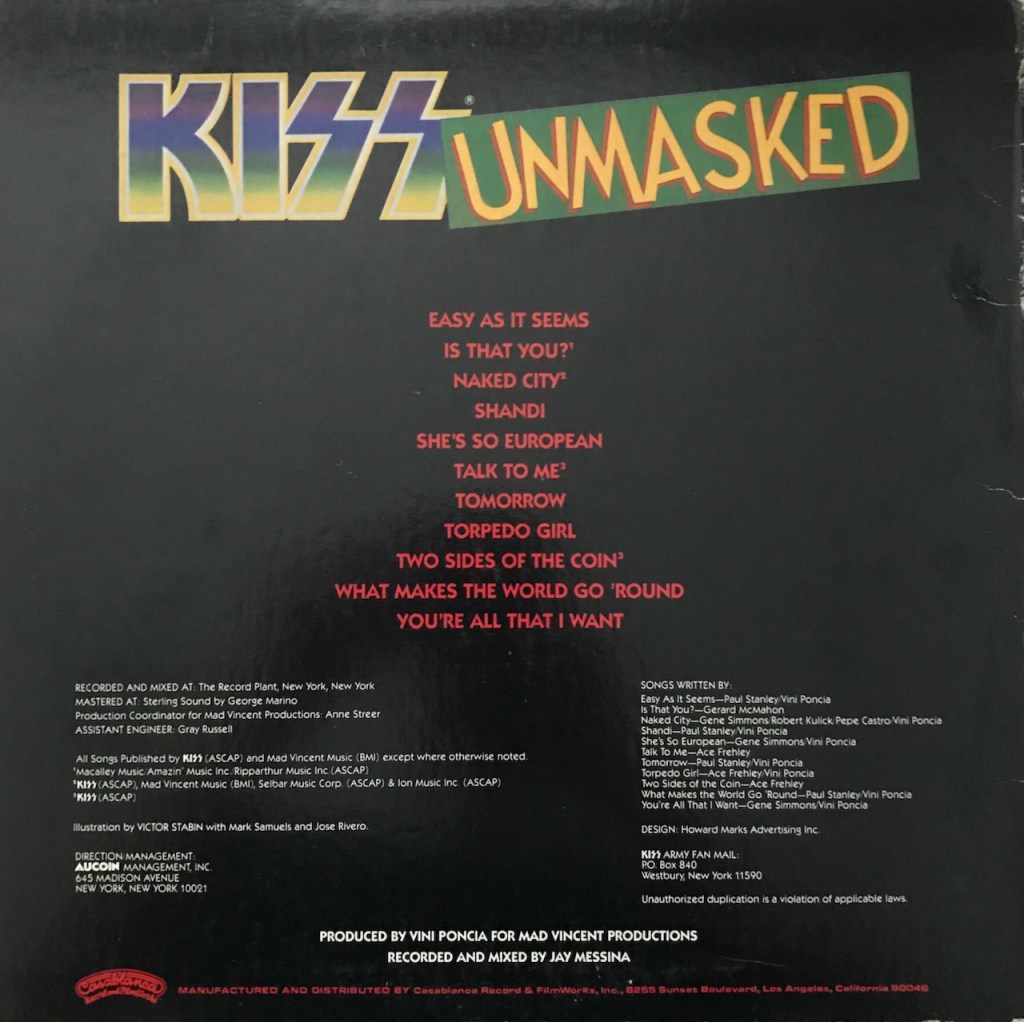 KISS® UNMASKED
EASY AS IT SEEMS
IS THAT YOU?¹
NAKED CITY²
SHANDI
SHE'S SO EUROPEAN
TALK TO ME³
TOMORROW
TORPEDO GIRL
TWO SIDES OF THE COIN³
WHAT MAKES THE WORLD GO 'ROUND
YOU'RE ALL THAT I WANT
RECORDED AND MIXED AT: The Record Plant, New York, New York
MASTERED AT: Sterling Sound by George Marino
Production Coordinator for Mad Vincent Productions: Anne Streer
ASSISTANT ENGINEER: Gray Russell
All Songs Published by KISS (ASCAP) and Mad Vincent Music (BMI) except where otherwise noted.
¹Macalley Music/Amazin' Music Inc./Ripparthur Music Inc. (ASCAP)
²KISS (ASCAP), Mad Vincent Music (BMI), Selbar Music Corp. (ASCAP) & Ion Music Inc. (ASCAP)
³KISS (ASCAP)
Illustration by VICTOR STABIN with Mark Samuels and Jose Rivero.
DIRECTION/MANAGEMENT:
AUCOIN MANAGEMENT, INC.
645 MADISON AVENUE
NEW YORK, NEW YORK 10021
SONGS WRITTEN BY:
Easy As It Seems—Paul Stanley/Vini Poncia
Is That You?—Gerard McMahon
Naked City—Gene Simmons/Robert Kulick/Pepe Castro/Vini Poncia
Shandi—Paul Stanley/Vini Poncia
She's So European—Gene Simmons/Vini Poncia
Talk To Me—Ace Frehley
Tomorrow—Paul Stanley/Vini Poncia
Torpedo Girl—Ace Frehley/Vini Poncia
Two Sides of the Coin—Ace Frehley
What Makes the World Go 'Round—Paul Stanley/Vini Poncia
You're All That I Want—Gene Simmons/Vini Poncia
DESIGN: Howard Marks Advertising Inc.
KISS ARMY FAN MAIL:
P.O. Box 840
Westbury, New York 11590
Unauthorized duplication is a violation of applicable laws.
PRODUCED BY VINI PONCIA FOR MAD VINCENT PRODUCTIONS
RECORDED AND MIXED BY JAY MESSINA
Casablanca
Record and FilmWorks
MANUFACTURED AND DISTRIBUTED BY Casablanca Record & FilmWorks, Inc., 8255 Sunset Boulevard, Los Angeles, California 90046